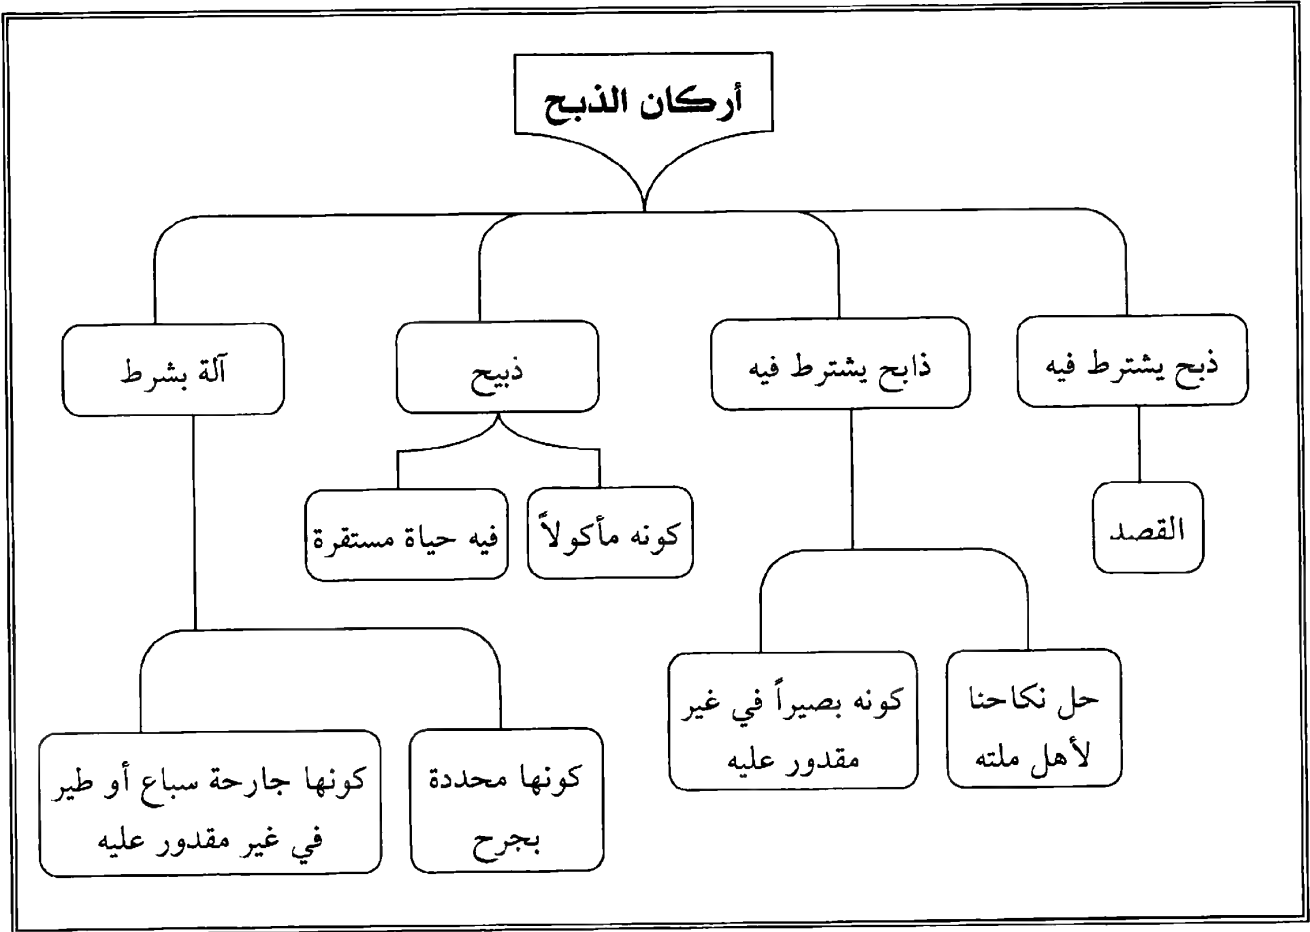 أركان الذبح
ذبح يشترط فيه
ذابح يشترط فيه
ذبيح
آلة بشرط
القصد
كونه مأكولاً
فيه حياة مستقرة
حل نكاحنا
لأهل ملته
كونه بصيراً في غير
مقدور عليه
كونها محددة
بجرح
كونها جارحة سباع أو طير
في غير مقدور عليه